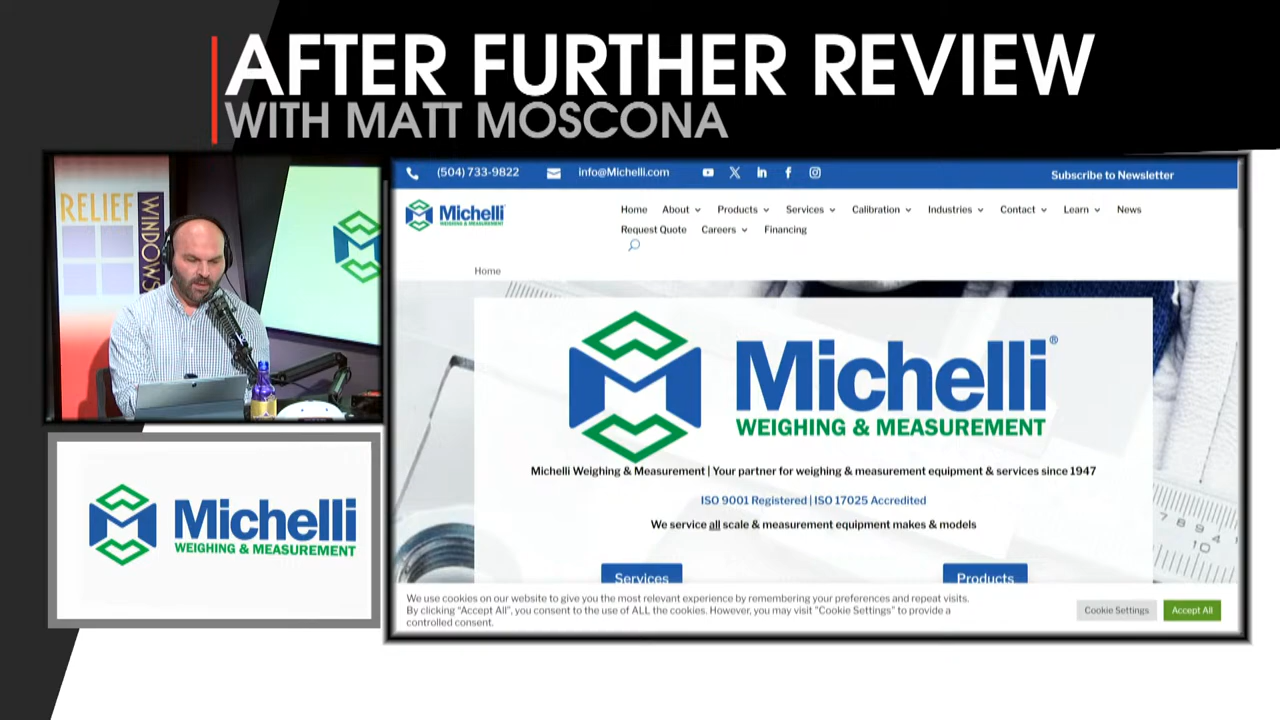 AFTER FURTHER REVIEW
WITH MATT MOSCONA
RELIEF
WINDOWS
(504) 733-9822
info@Michelli.com
Subscribe to Newsletter
Michelli
WEIGHING & MEASUREMENT
Home About Products Services Calibration Industries Contact Learn News
Request Quote Careers Financing
Home
Michelli®
WEIGHING & MEASUREMENT
Michelli Weighing & Measurement | Your partner for weighing & measurement equipment & services since 1947
ISO 9001 Registered | ISO 17025 Accredited
We service all scale & measurement equipment makes & models
7 8 9
10
Services
Products
We use cookies on our website to give you the most relevant experience by remembering your preferences and repeat visits.
By clicking "Accept All", you consent to the use of ALL the cookies. However, you may visit "Cookie Settings" to provide a
controlled consent.
Cookie Settings
Accept All
Michelli
WEIGHING & MEASUREMENT